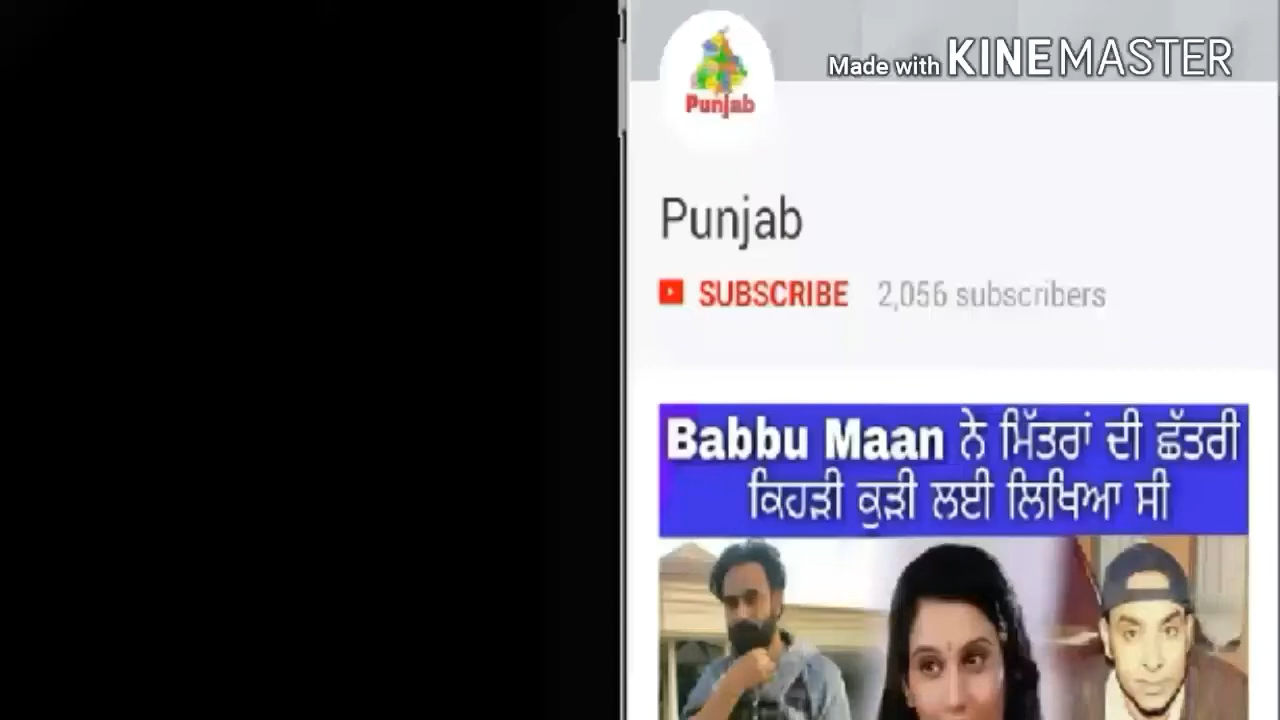 Made with KINEMASTER
Punjab
Punjab
SUBSCRIBE 2,056 subscribers
Babbu Maan ਨੇ ਮਿੱਤਰਾਂ ਦੀ ਛੱਤਰੀ
ਕਿਹੜੀ ਕੁੜੀ ਲਈ ਲਿਖਿਆ ਸੀ